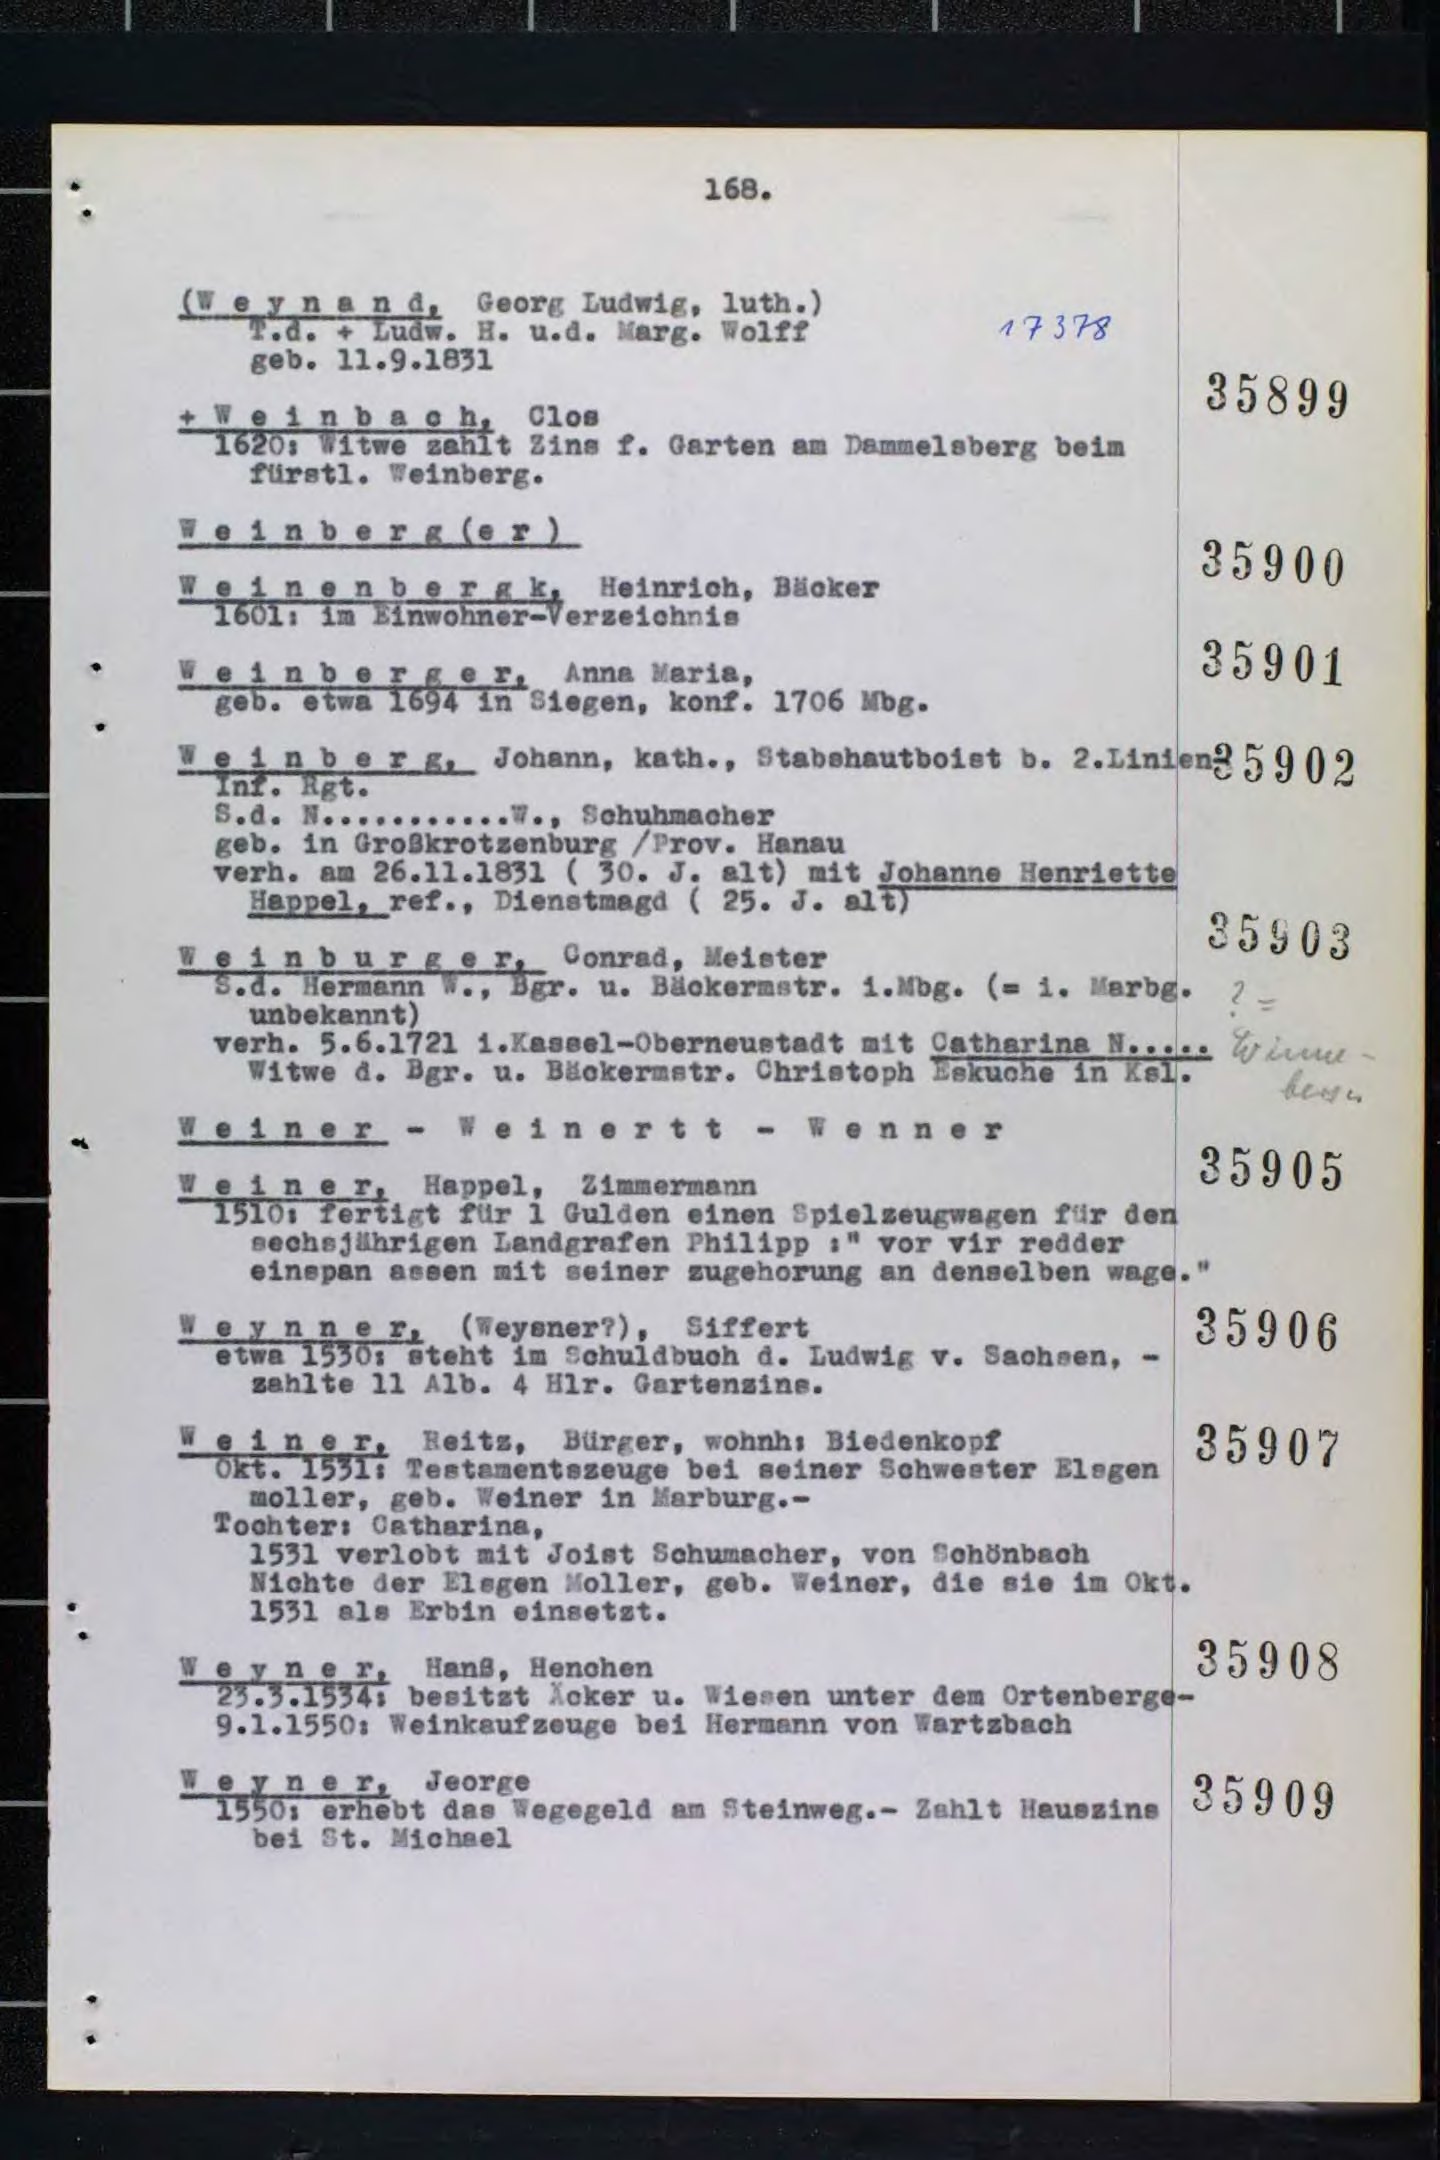 168.
(W e y n a n d, Georg Ludwig, luth.)
T.d. + Ludw. H. u.d. Marg. Wolff
17378
geb. 11.9.1831
35899
+ W e i n b a c h, Clos
1620: Witwe zahlt Zins f. Garten am Dammelsberg beim
fürstl. Weinberg.
W e i n b e r g (e r )
35900
W e i n e n b e r g k, Heinrich, Bäcker
1601: im Einwohner-Verzeichnis
35901
W e i n b e r g e r, Anna Maria,
geb. etwa 1694 in Siegen, konf. 1706 Mbg.
W e i n b e r g, Johann, kath., Stabshautboist b. 2.Linien-
35902
Inf. Rgt.
S.d. N...........W., Schuhmacher
geb. in Großkrotzenburg /Prov. Hanau
verh. am 26.11.1831 ( 30. J. alt) mit Johanne Henriette
Happel, ref., Dienstmagd ( 25. J. alt)
35903
W e i n b u r g e r, Conrad, Meister
S.d. Hermann W., Bgr. u. Bäckermstr. i.Mbg. (= i. Marbg.
? =
unbekannt)
verh. 5.6.1721 i.Kassel-Oberneustadt mit Catharina N.....
Winne-
Witwe d. Bgr. u. Bäckermstr. Christoph Eskuche in Ksl.
W e i n e r - W e i n e r t t - W e n n e r
35905
W e i n e r, Happel, Zimmermann
1510: fertigt für 1 Gulden einen Spielzeugwagen für den
sechsjährigen Landgrafen Philipp :" vor vir redder
einspan assen mit seiner zugehorung an denselben wage."
35906
W e y n n e r, (Weysner?), Siffert
etwa 1530: steht im Schuldbuch d. Ludwig v. Sachsen, -
zahlte 11 Alb. 4 Hlr. Gartenzins.
35907
W e i n e r, Reitz, Bürger, wohnh: Biedenkopf
Okt. 1531: Testamentszeuge bei seiner Schwester Elsgen
moller, geb. Weiner in Marburg.-
Tochter: Catharina,
1531 verlobt mit Joist Schumacher, von Schönbach
Nichte der Elsgen Moller, geb. Weiner, die sie im Okt.
1531 als Erbin einsetzt.
35908
W e y n e r, Hanß, Henchen
23.3.1534: besitzt Äcker u. Wiesen unter dem Ortenberge-
9.1.1550: Weinkaufzeuge bei Hermann von Wartzbach
35909
W e y n e r, Jeorge
1550: erhebt das Wegegeld am Steinweg.- Zahlt Hauszins
bei St. Michael